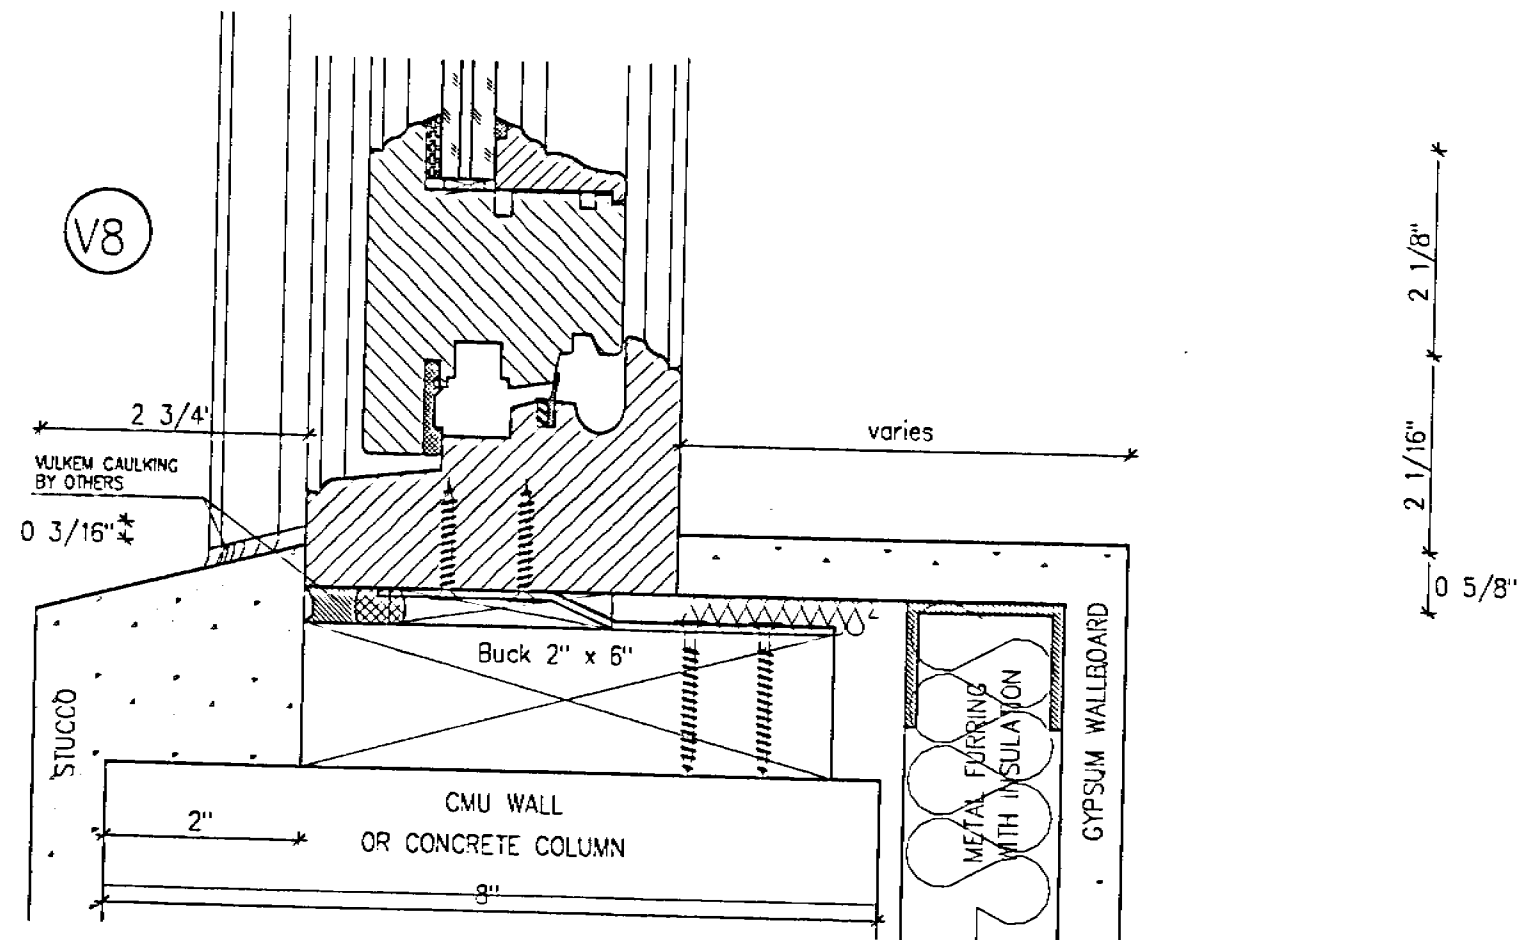 V8
2 1/8"
2 3/4"
varies
VULKEM CAULKING
BY OTHERS
2 1/16"
0 3/16"
0 5/8"
Buck 2" x 6"
STUCCO
METAL FURRING
WITH INSULATION
GYPSUM WALLBOARD
CMU WALL
OR CONCRETE COLUMN
2"
8"